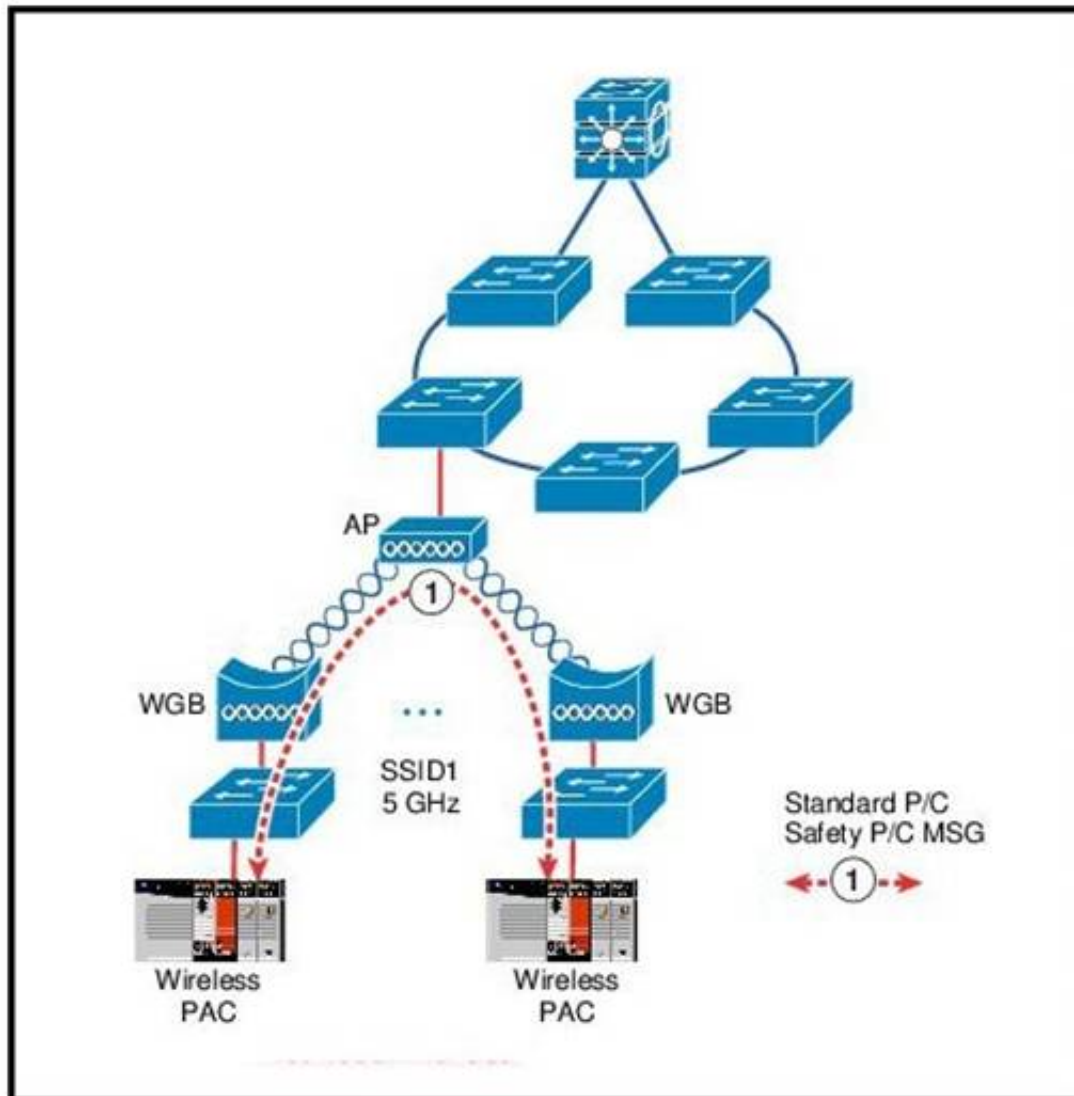 AP
1
WGB
WGB
SSID1
5 GHz
Standard P/C
Safety P/C MSG
1
Wireless
PAC
Wireless
PAC